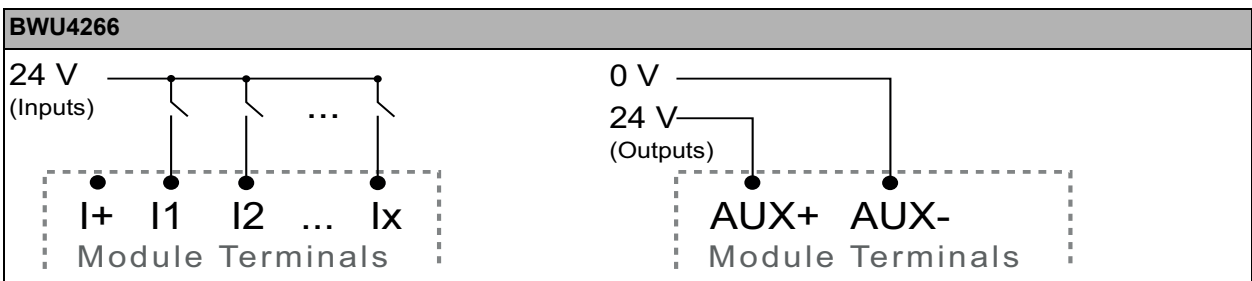 BWU4266
24 V
(Inputs)
...
I+ I1 I2 ... Ix
Module Terminals
0 V
24 V
(Outputs)
AUX+ AUX-
Module Terminals